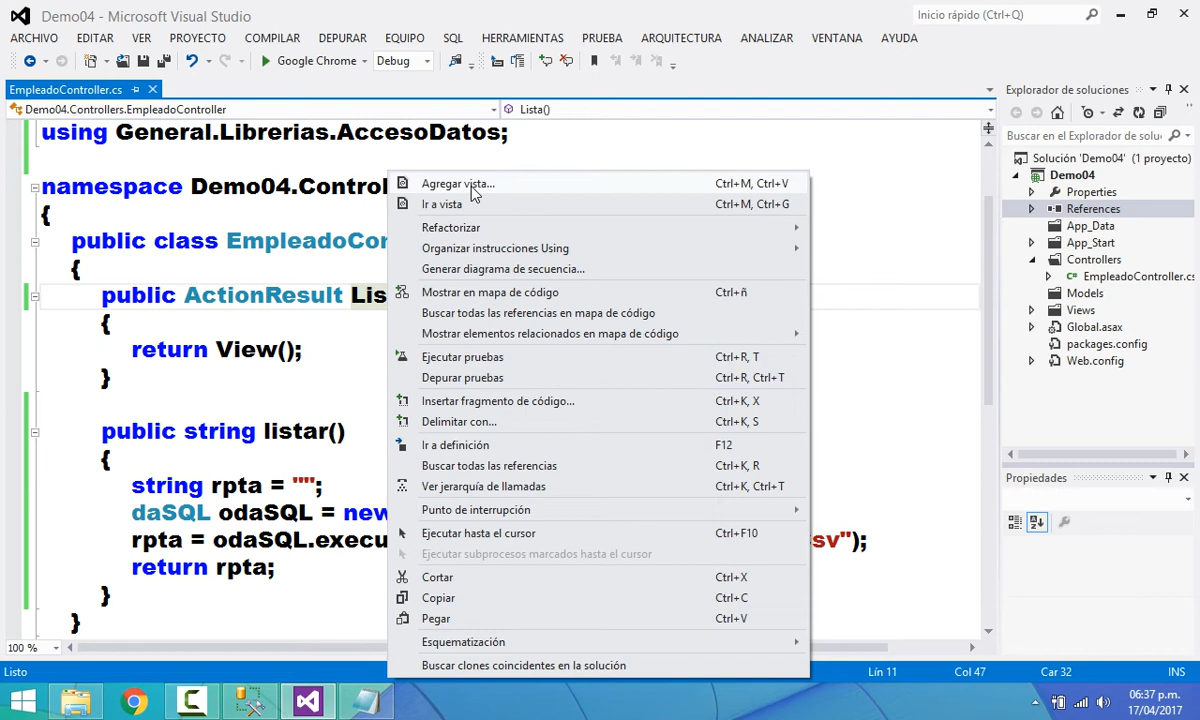 Demo04 - Microsoft Visual Studio
Inicio rápido (Ctrl+Q)
ARCHIVO EDITAR VER PROYECTO COMPILAR DEPURAR EQUIPO SQL HERRAMIENTAS PRUEBA ARQUITECTURA ANALIZAR VENTANA AYUDA
Google Chrome Debug
EmpleadoController.cs
Demo04.Controllers.EmpleadoController
Lista()
using General.Librerias.AccesoDatos;
namespace Demo04.Control
{
public class EmpleadoCon
{
public ActionResult Lis
{
return View();
}
public string listar()
{
string rpta = "";
daSQL odaSQL = new
rpta = odaSQL.execu
sv");
return rpta;
}
}
100 %
Agregar vista... Ctrl+M, Ctrl+V
Ir a vista Ctrl+M, Ctrl+G
Refactorizar
Organizar instrucciones Using
Generar diagrama de secuencia...
Mostrar en mapa de código Ctrl+ñ
Buscar todas las referencias en mapa de código
Mostrar elementos relacionados en mapa de código
Ejecutar pruebas Ctrl+R, T
Depurar pruebas Ctrl+R, Ctrl+T
Insertar fragmento de código... Ctrl+K, X
Delimitar con... Ctrl+K, S
Ir a definición F12
Buscar todas las referencias Ctrl+K, R
Ver jerarquía de llamadas Ctrl+K, Ctrl+T
Punto de interrupción
Ejecutar hasta el cursor Ctrl+F10
Ejecutar subprocesos marcados hasta el cursor
Cortar Ctrl+X
Copiar Ctrl+C
Pegar Ctrl+V
Esquematización
Buscar clones coincidentes en la solución
Explorador de soluciones
Buscar en el Explorador de solu
Solución 'Demo04' (1 proyecto)
Demo04
Properties
References
App_Data
App_Start
Controllers
C# EmpleadoController.cs
Models
Views
Global.asax
packages.config
Web.config
Propiedades
Listo
Lín 11 Col 47 Car 32 INS
06:37 p.m.
17/04/2017